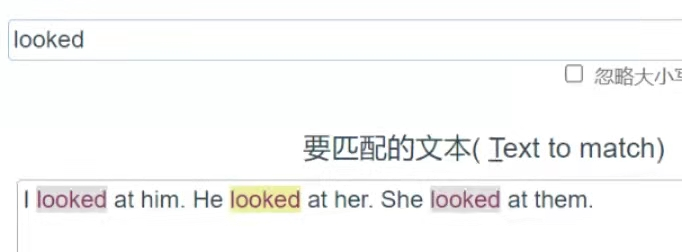 looked
忽略大小写
要匹配的文本( Text to match)
I looked at him. He looked at her. She looked at them.